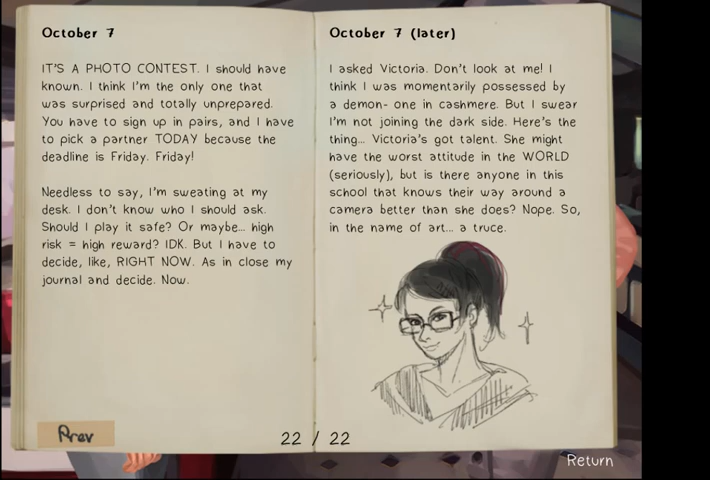 October 7
IT'S A PHOTO CONTEST. I should have
known. I think I'm the only one that
was surprised and totally unprepared.
You have to sign up in pairs, and I have
to pick a partner TODAY because the
deadline is Friday. Friday!
Needless to say, I'm sweating at my
desk. I don't know who I should ask.
Should I play it safe? Or maybe... high
risk = high reward? IDK. But I have to
decide, like, RIGHT NOW. As in close my
journal and decide. Now.
October 7 (later)
I asked Victoria. Don't look at me! I
think I was momentarily possessed by
a demon- one in cashmere. But I swear
I'm not joining the dark side. Here's the
thing... Victoria's got talent. She might
have the worst attitude in the WORLD
(seriously), but is there anyone in this
school that knows their way around a
camera better than she does? Nope. So,
in the name of art... a truce.
Prev
22 / 22
Return